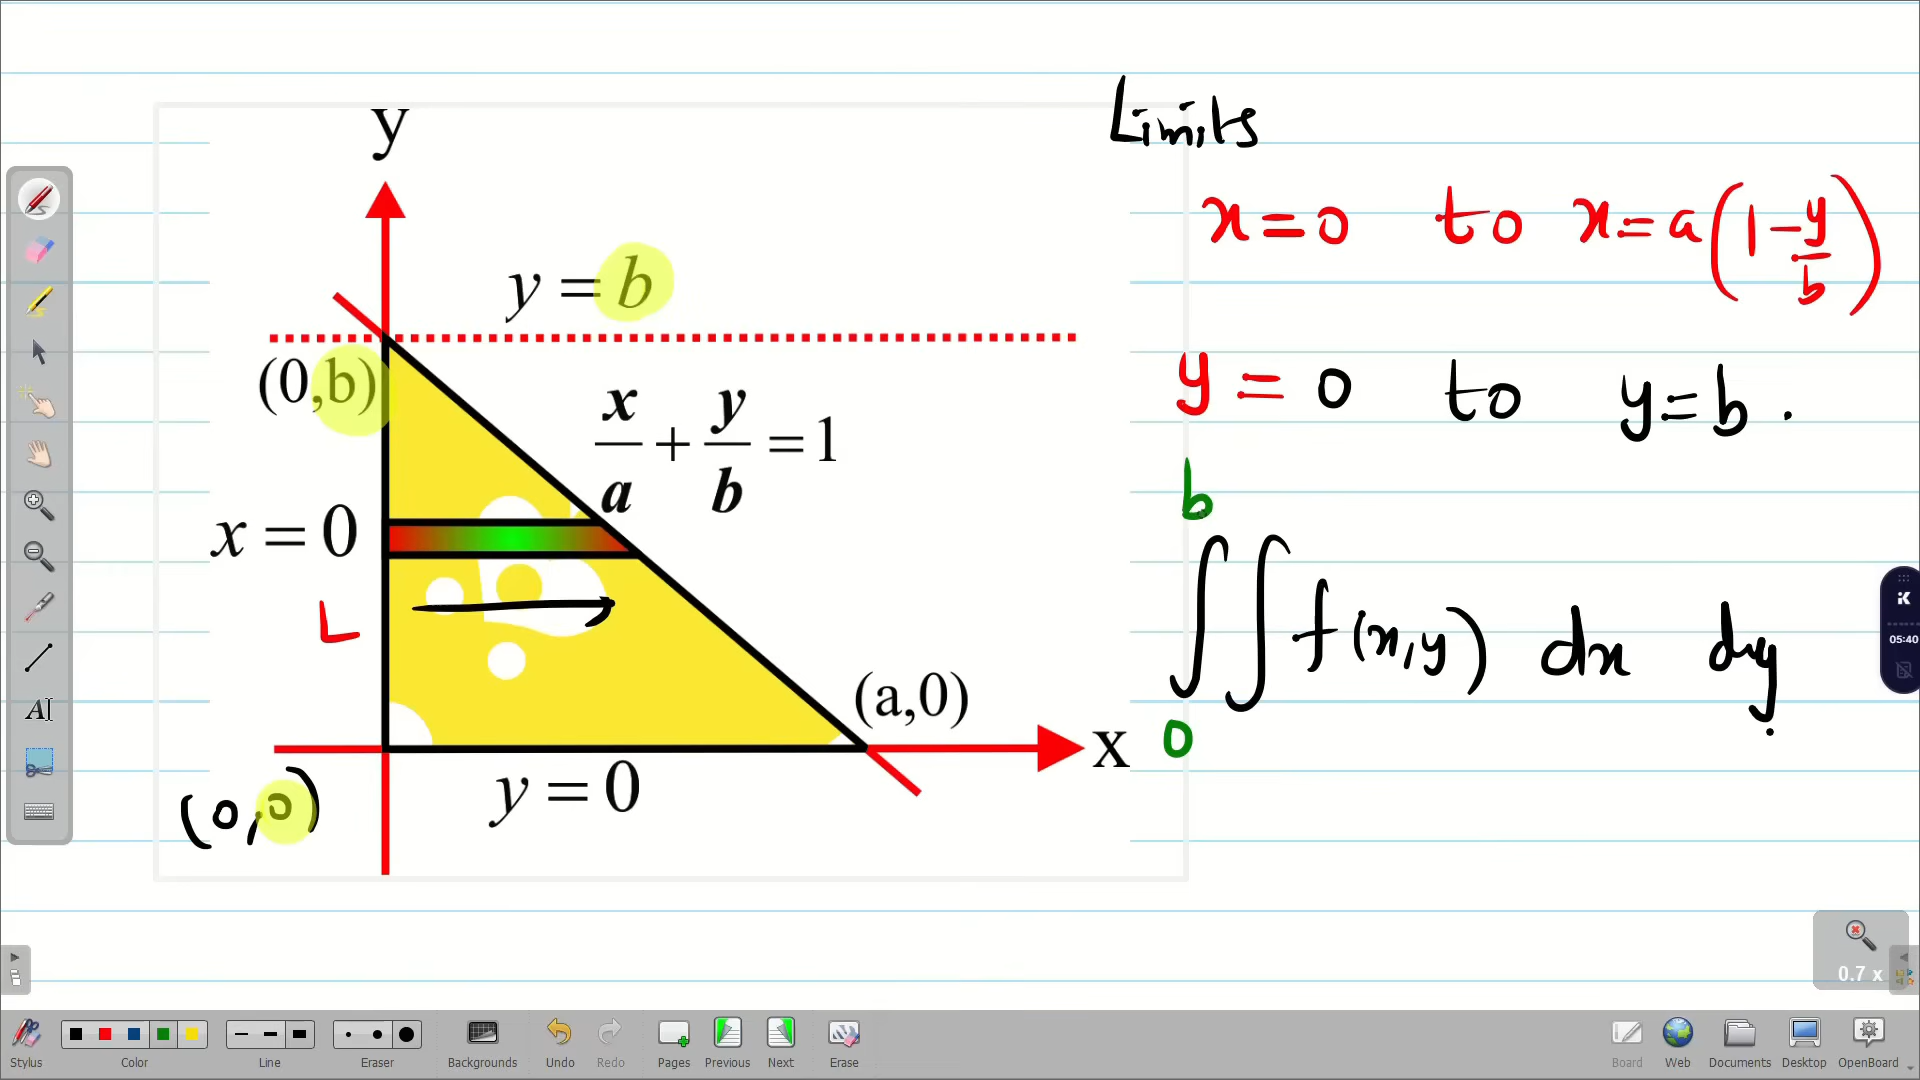 y
Limits
x=0 to x=a(1-y/b)
y = b
(0,b)
x/a + y/b = 1
y = 0 to y=b.
x = 0
L
b
∫∫ f(x,y) dx dy
0
(a,0)
x
y = 0
(0,0)
05:40
0.7 x
Stylus Color Line Eraser Backgrounds Undo Redo Pages Previous Next Erase Board Web Documents Desktop OpenBoard